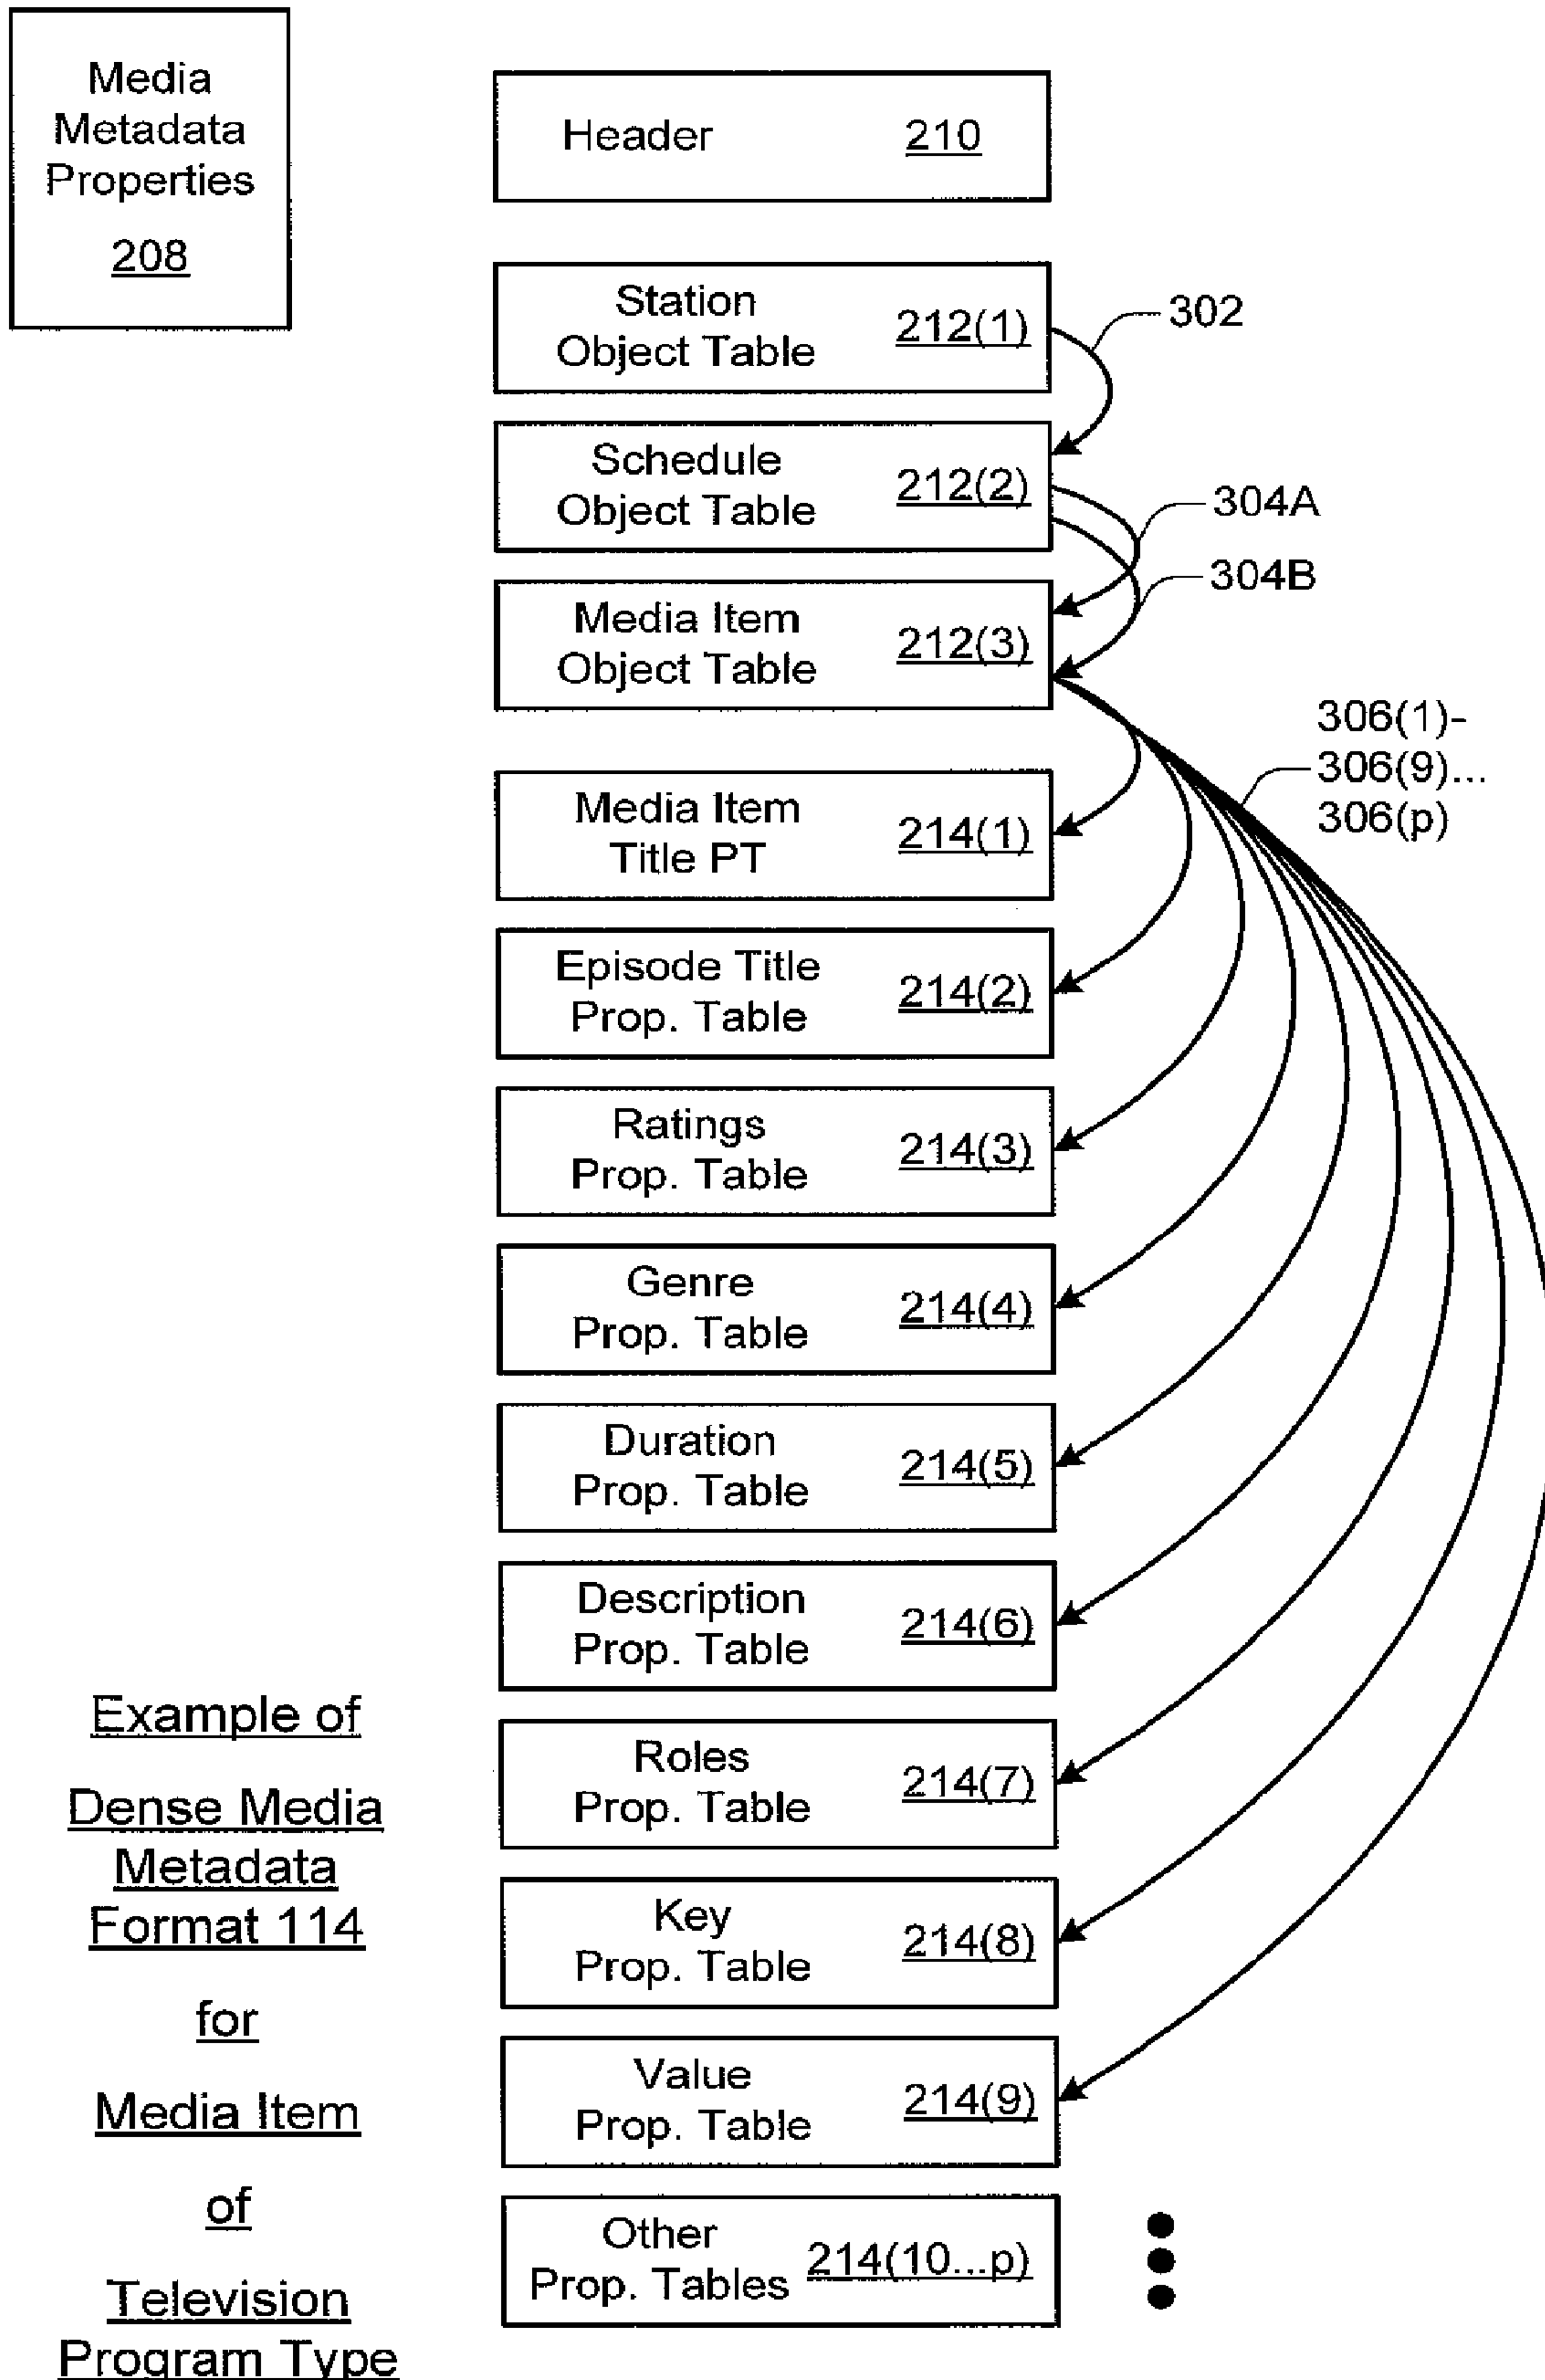 Media
Metadata
Properties
208
Header 210
Station
Object Table 212(1)
302
Schedule
Object Table 212(2)
304A
304B
Media Item
Object Table 212(3)
306(1)-
306(9)...
306(p)
Media Item
Title PT 214(1)
Episode Title
Prop. Table 214(2)
Ratings
Prop. Table 214(3)
Genre
Prop. Table 214(4)
Duration
Prop. Table 214(5)
Description
Prop. Table 214(6)
Roles
Prop. Table 214(7)
Key
Prop. Table 214(8)
Value
Prop. Table 214(9)
Other
Prop. Tables 214(10...p)
Example of
Dense Media
Metadata
Format 114
for
Media Item
of
Television
Program Type